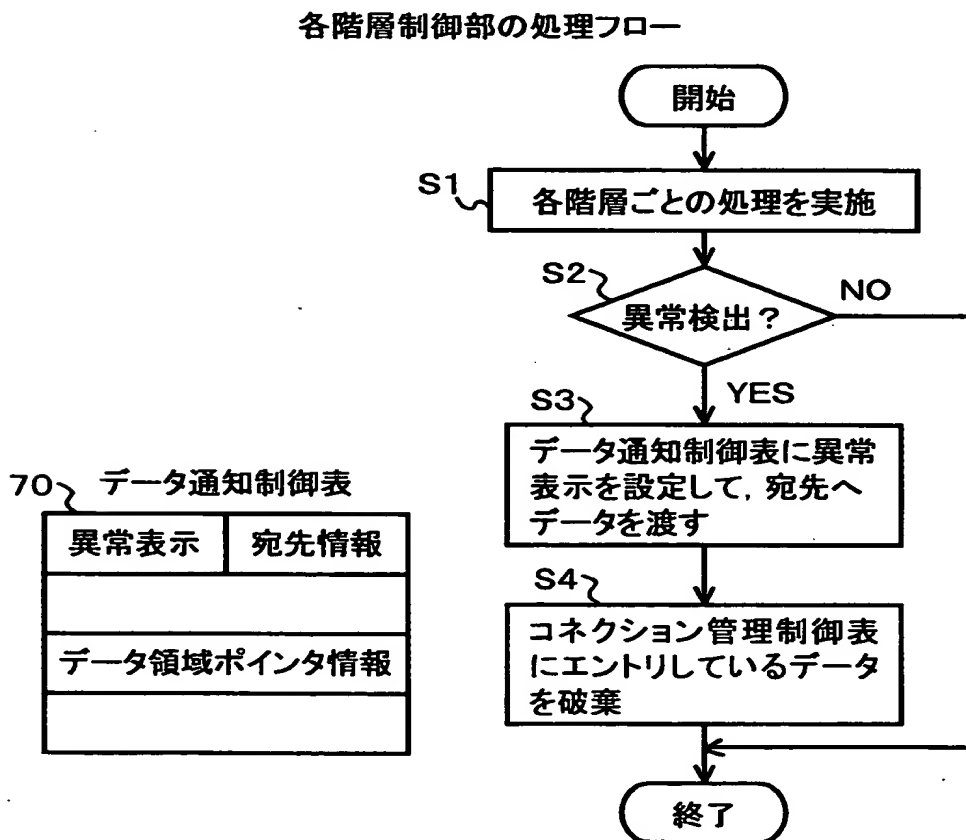 各階層制御部の処理フロー
開始
S1
各階層ごとの処理を実施
S2
異常検出？
NO
YES
S3
データ通知制御表に異常
表示を設定して，宛先へ
データを渡す
70
データ通知制御表
異常表示
宛先情報
データ領域ポインタ情報
S4
コネクション管理制御表
にエントリしているデータ
を破棄
終了